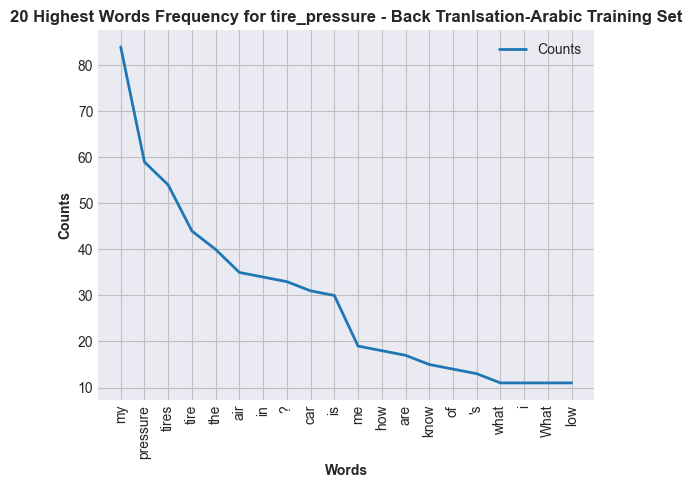 20 Highest Words Frequency for tire_pressure - Back Tranlsation-Arabic Training Set
Counts
80
70
60
50
40
30
20
10
Counts
my
pressure
tires
tire
the
air
in
?
car
is
me
how
are
know
of
's
what
i
What
low
Words